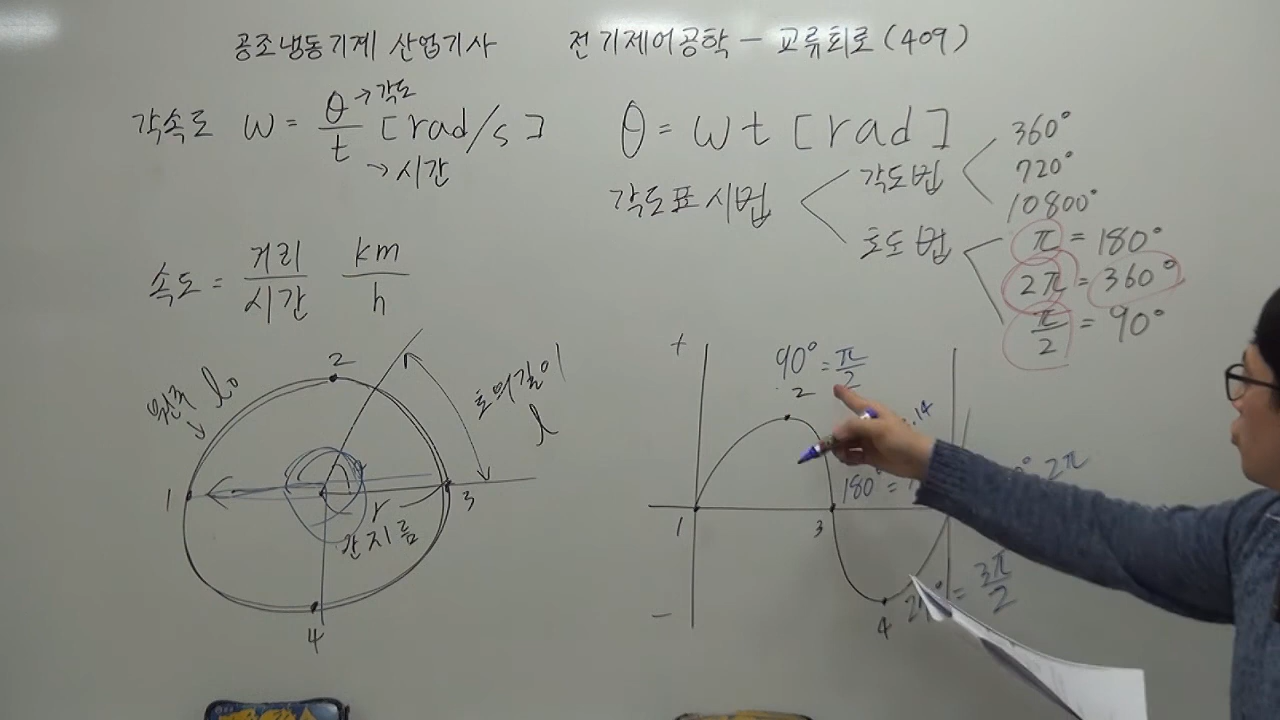 공조냉동기계 산업기사 전기제어공학 - 교류회로(409)
각속도 w = θ/t [rad/s]
→각도
→시간
θ = wt [rad]
각도표시법
각도법
360°
720°
10800°
호도법
π = 180°
2π = 360°
π/2 = 90°
속도 = 거리/시간 km/h
원주 l₀
호의길이
l
1
2
3
4
r
반지름
+
-
90° = π/2
2
.14
180° =
2π
1
3
4
= 3π/2